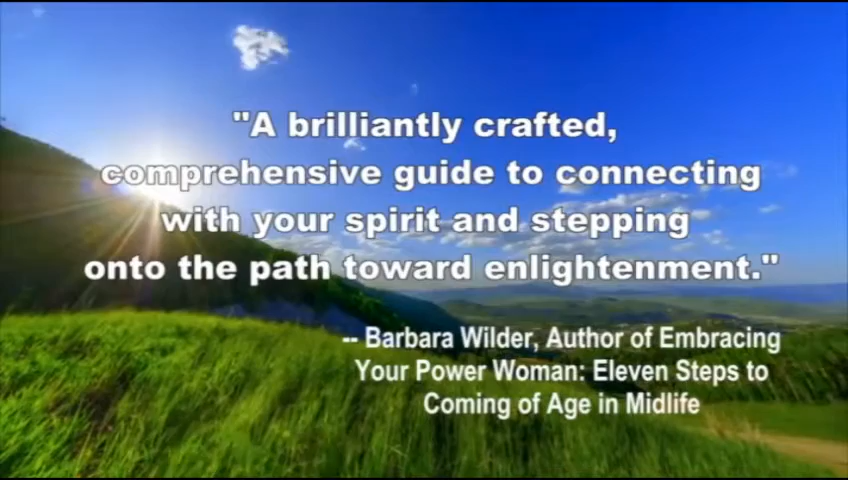 "A brilliantly crafted,
comprehensive guide to connecting
with your spirit and stepping
onto the path toward enlightenment."
-- Barbara Wilder, Author of Embracing
Your Power Woman: Eleven Steps to
Coming of Age in Midlife